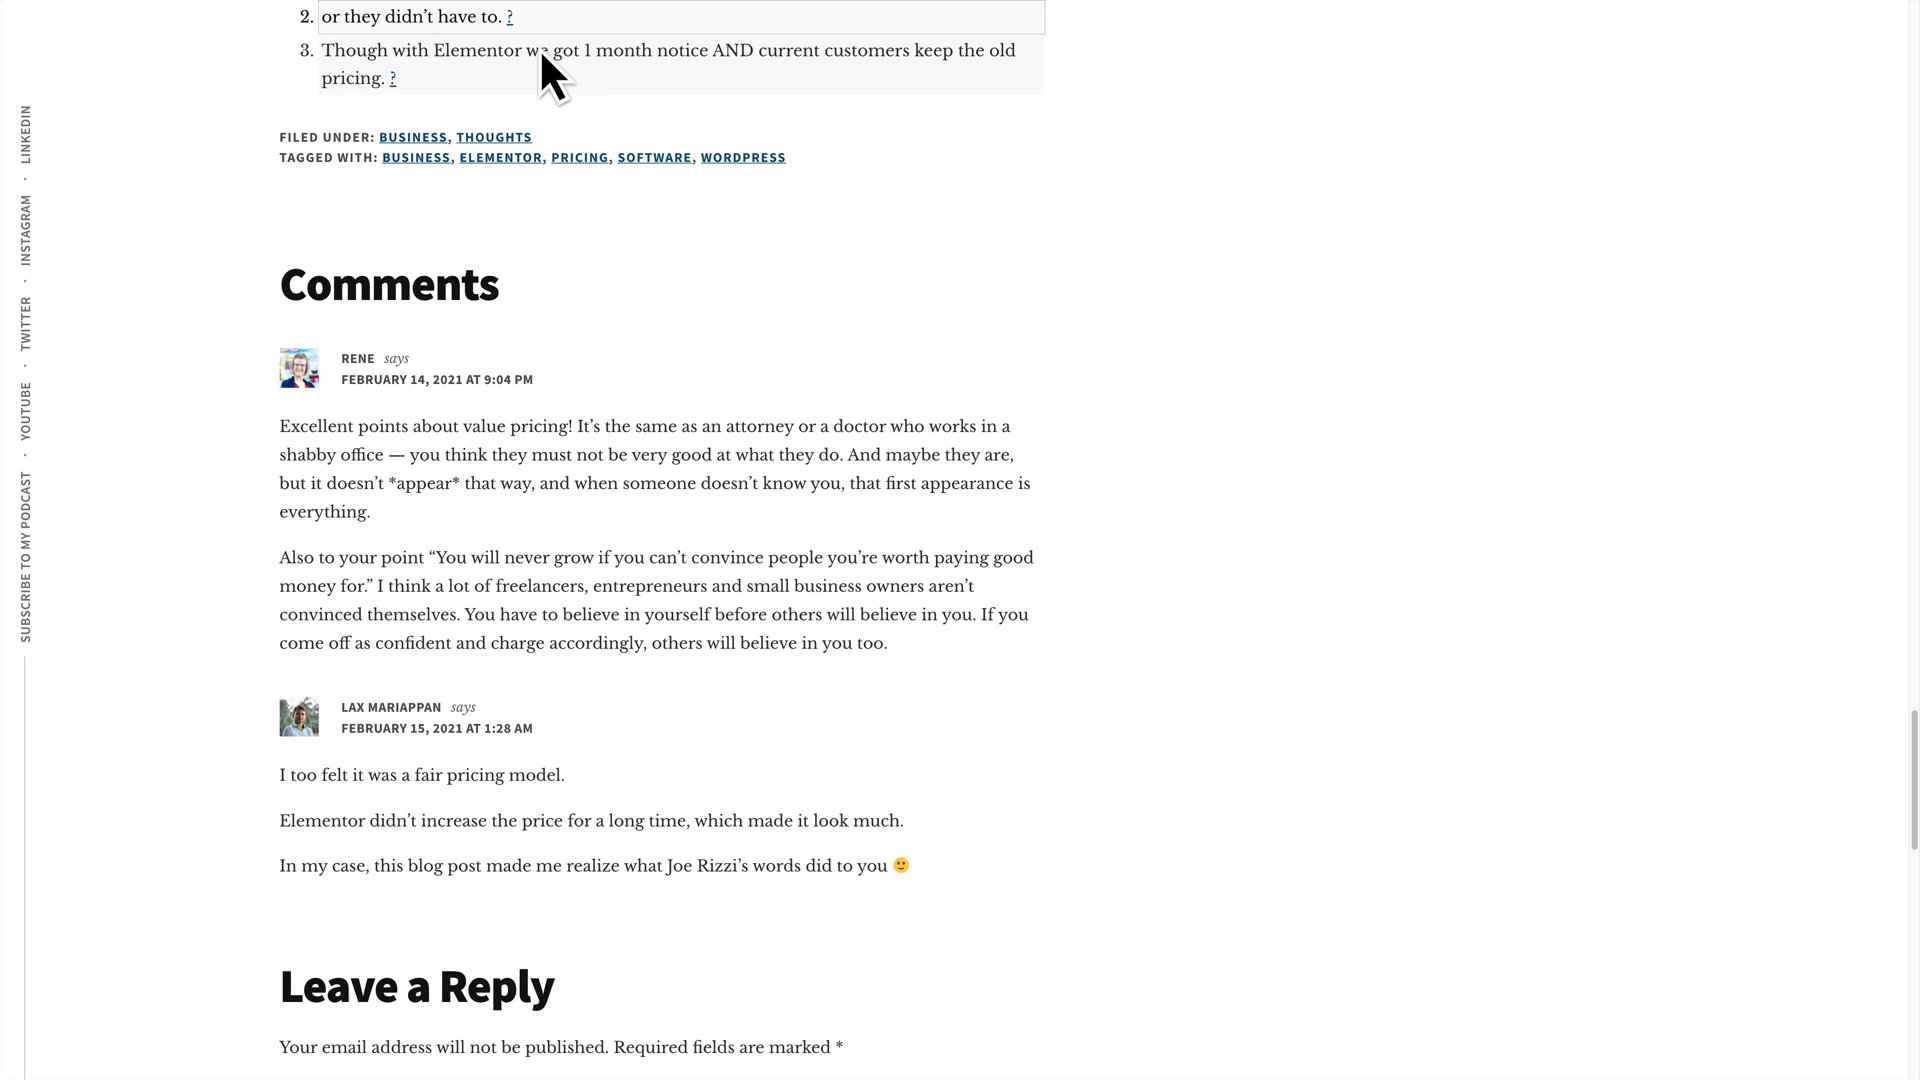 2. or they didn’t have to. ?
3. Though with Elementor we got 1 month notice AND current customers keep the old
pricing. ?
FILED UNDER: BUSINESS, THOUGHTS
TAGGED WITH: BUSINESS, ELEMENTOR, PRICING, SOFTWARE, WORDPRESS
SUBSCRIBE TO MY PODCAST · YOUTUBE · TWITTER · INSTAGRAM · LINKEDIN
Comments
RENE says
FEBRUARY 14, 2021 AT 9:04 PM
Excellent points about value pricing! It’s the same as an attorney or a doctor who works in a
shabby office — you think they must not be very good at what they do. And maybe they are,
but it doesn’t *appear* that way, and when someone doesn’t know you, that first appearance is
everything.
Also to your point “You will never grow if you can’t convince people you’re worth paying good
money for.” I think a lot of freelancers, entrepreneurs and small business owners aren’t
convinced themselves. You have to believe in yourself before others will believe in you. If you
come off as confident and charge accordingly, others will believe in you too.
LAX MARIAPPAN says
FEBRUARY 15, 2021 AT 1:28 AM
I too felt it was a fair pricing model.
Elementor didn’t increase the price for a long time, which made it look much.
In my case, this blog post made me realize what Joe Rizzi’s words did to you 🙂
Leave a Reply
Your email address will not be published. Required fields are marked *